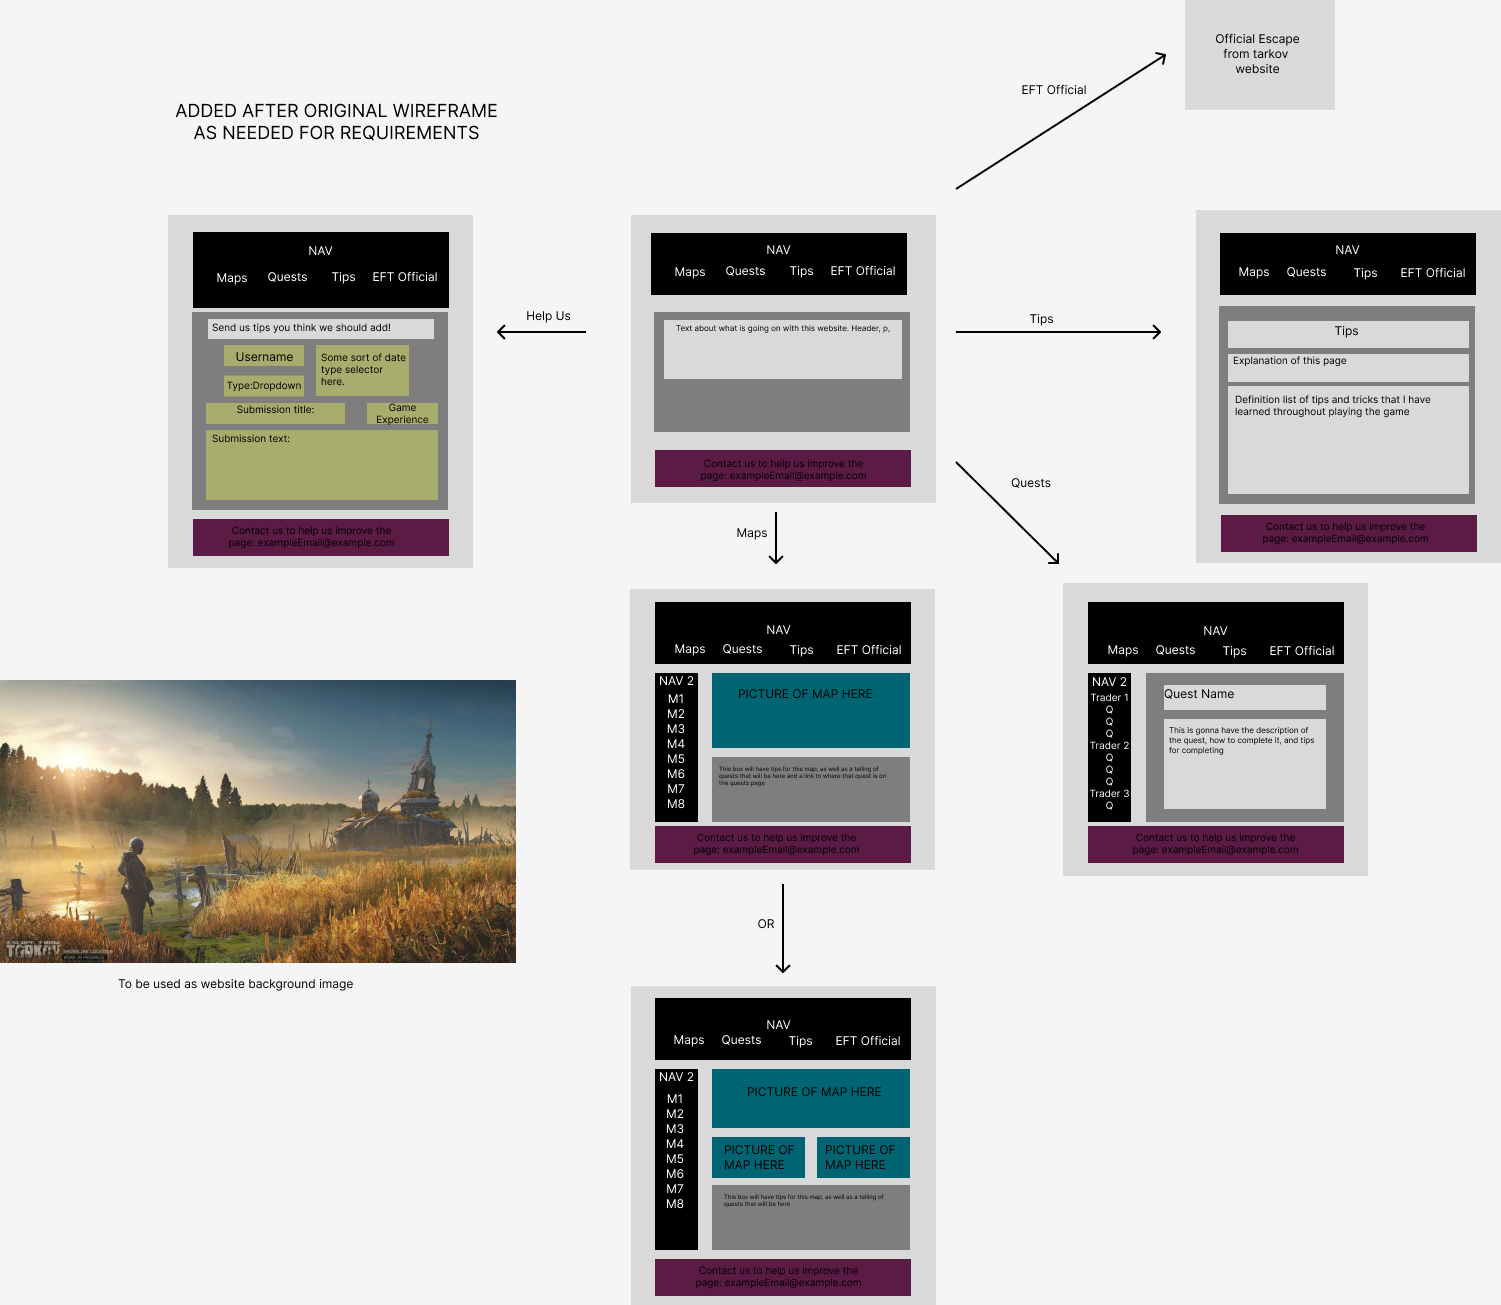 Official Escape
from tarkov
website
EFT Official
ADDED AFTER ORIGINAL WIREFRAME
AS NEEDED FOR REQUIREMENTS
NAV
Maps Quests Tips EFT Official
Send us tips you think we should add!
Username
Type:Dropdown
Some sort of date
type selector
here.
Submission title:
Game
Experience
Submission text:
Contact us to help us improve the
page: exampleEmail@example.com
Help Us
NAV
Maps Quests Tips EFT Official
Text about what is going on with this website. Header, p,
Contact us to help us improve the
page: exampleEmail@example.com
Tips
NAV
Maps Quests Tips EFT Official
Tips
Explanation of this page
Definition list of tips and tricks that I have
learned throughout playing the game
Contact us to help us improve the
page: exampleEmail@example.com
Quests
Maps
NAV
Maps Quests Tips EFT Official
NAV 2
M1
M2
M3
M4
M5
M6
M7
M8
PICTURE OF MAP HERE
This box will have tips for this map, as well as a telling of
quests that will be here and a link to where that quest is on
the quests page
Contact us to help us improve the
page: exampleEmail@example.com
NAV
Maps Quests Tips EFT Official
NAV 2
Trader 1
Q
Q
Q
Trader 2
Q
Q
Q
Trader 3
Q
Quest Name
This is gonna have the description of
the quest, how to complete it, and tips
for completing
Contact us to help us improve the
page: exampleEmail@example.com
TARKOV
SHORELINE LOCATION
WORK IN PROGRESS
To be used as website background image
OR
NAV
Maps Quests Tips EFT Official
NAV 2
M1
M2
M3
M4
M5
M6
M7
M8
PICTURE OF MAP HERE
PICTURE OF
MAP HERE
PICTURE OF
MAP HERE
This box will have tips for this map, as well as a telling of
quests that will be here
Contact us to help us improve the
page: exampleEmail@example.com